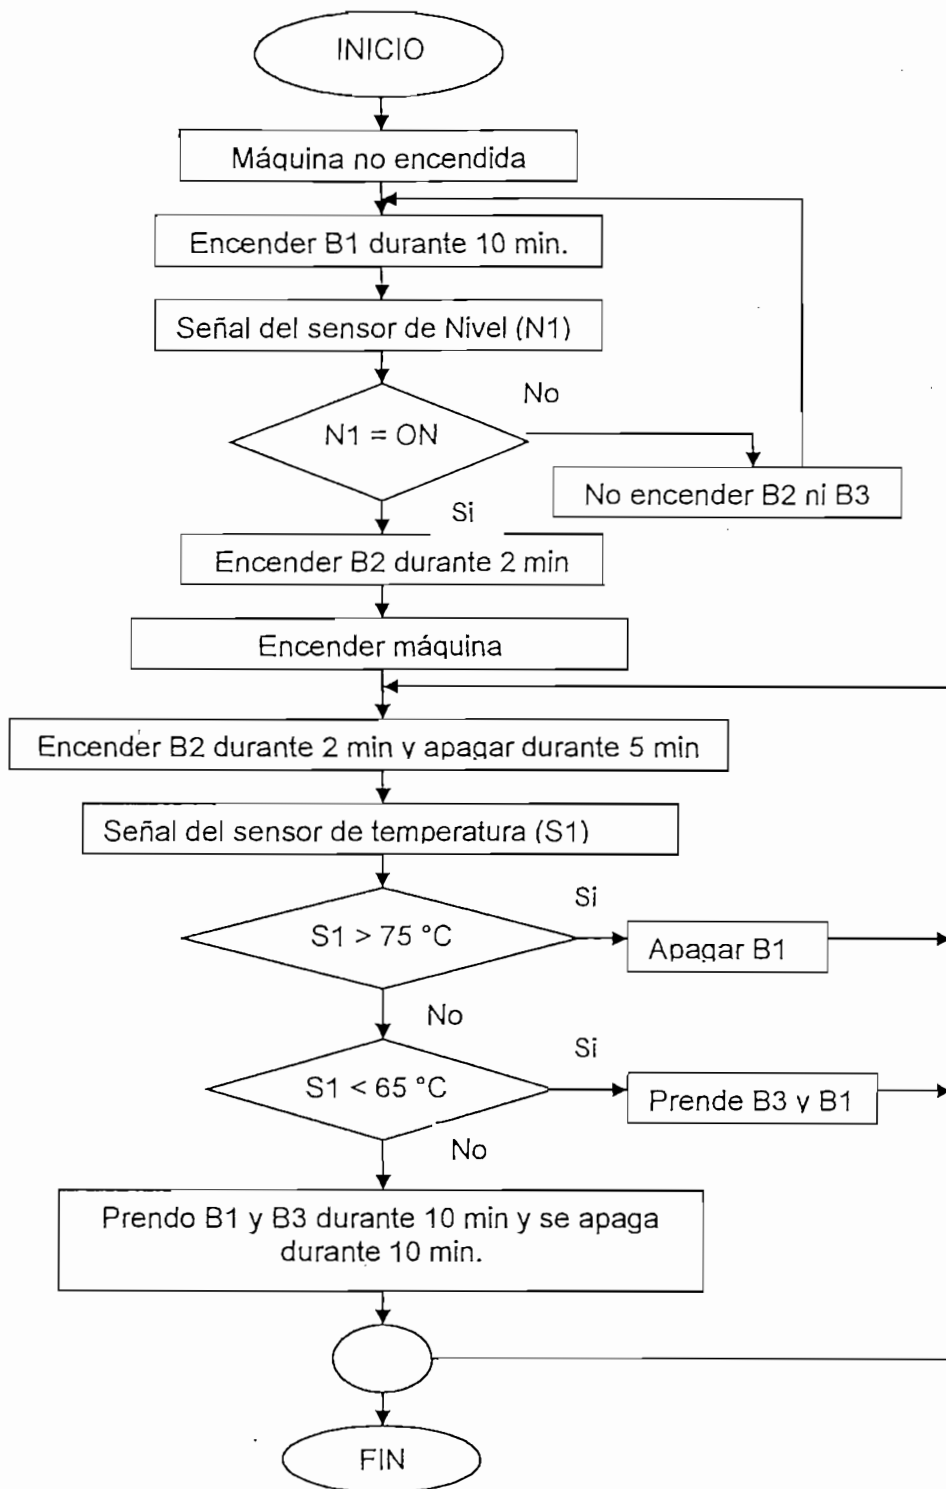 INICIO
Máquina no encendida
Encender B1 durante 10 min.
Señal del sensor de Nivel (N1)
No
N1 = ON
No encender B2 ni B3
Si
Encender B2 durante 2 min
Encender máquina
Encender B2 durante 2 min y apagar durante 5 min
Señal del sensor de temperatura (S1)
Si
S1 > 75 °C
Apagar B1
No
Si
S1 < 65 °C
Prende B3 y B1
No
Prendo B1 y B3 durante 10 min y se apaga
durante 10 min.
FIN